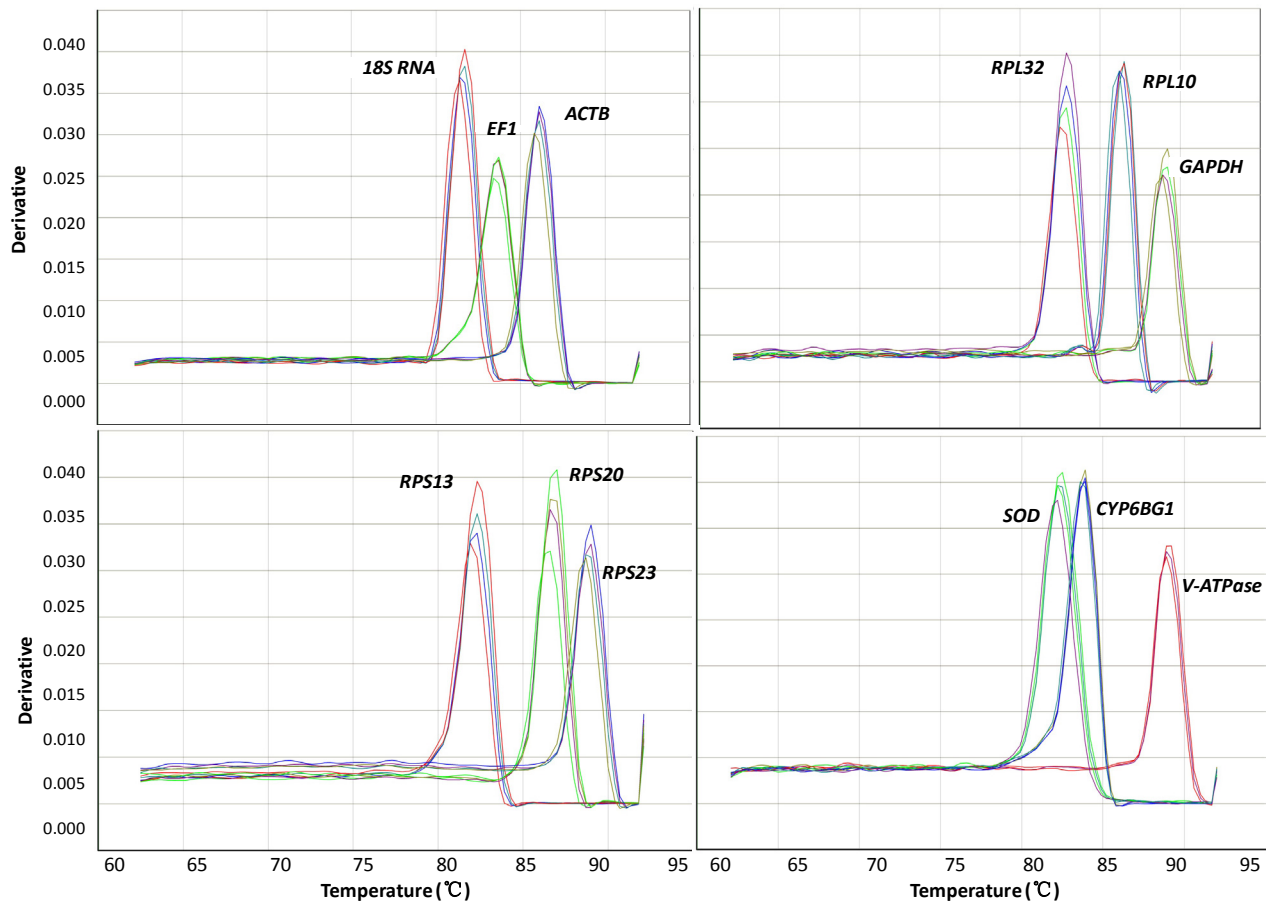 0.040
0.035
0.030
0.025
0.020
0.015
0.010
0.005
0.000
Derivative
18S RNA
EF1
ACTB
RPL32
RPL10
GAPDH
0.040
0.035
0.030
0.025
0.020
0.015
0.010
0.005
0.000
Derivative
RPS13
RPS20
RPS23
SOD
CYP6BG1
V-ATPase
60 65 70 75 80 85 90 95
60 65 70 75 80 85 90 95
Temperature (℃)
Temperature (℃)